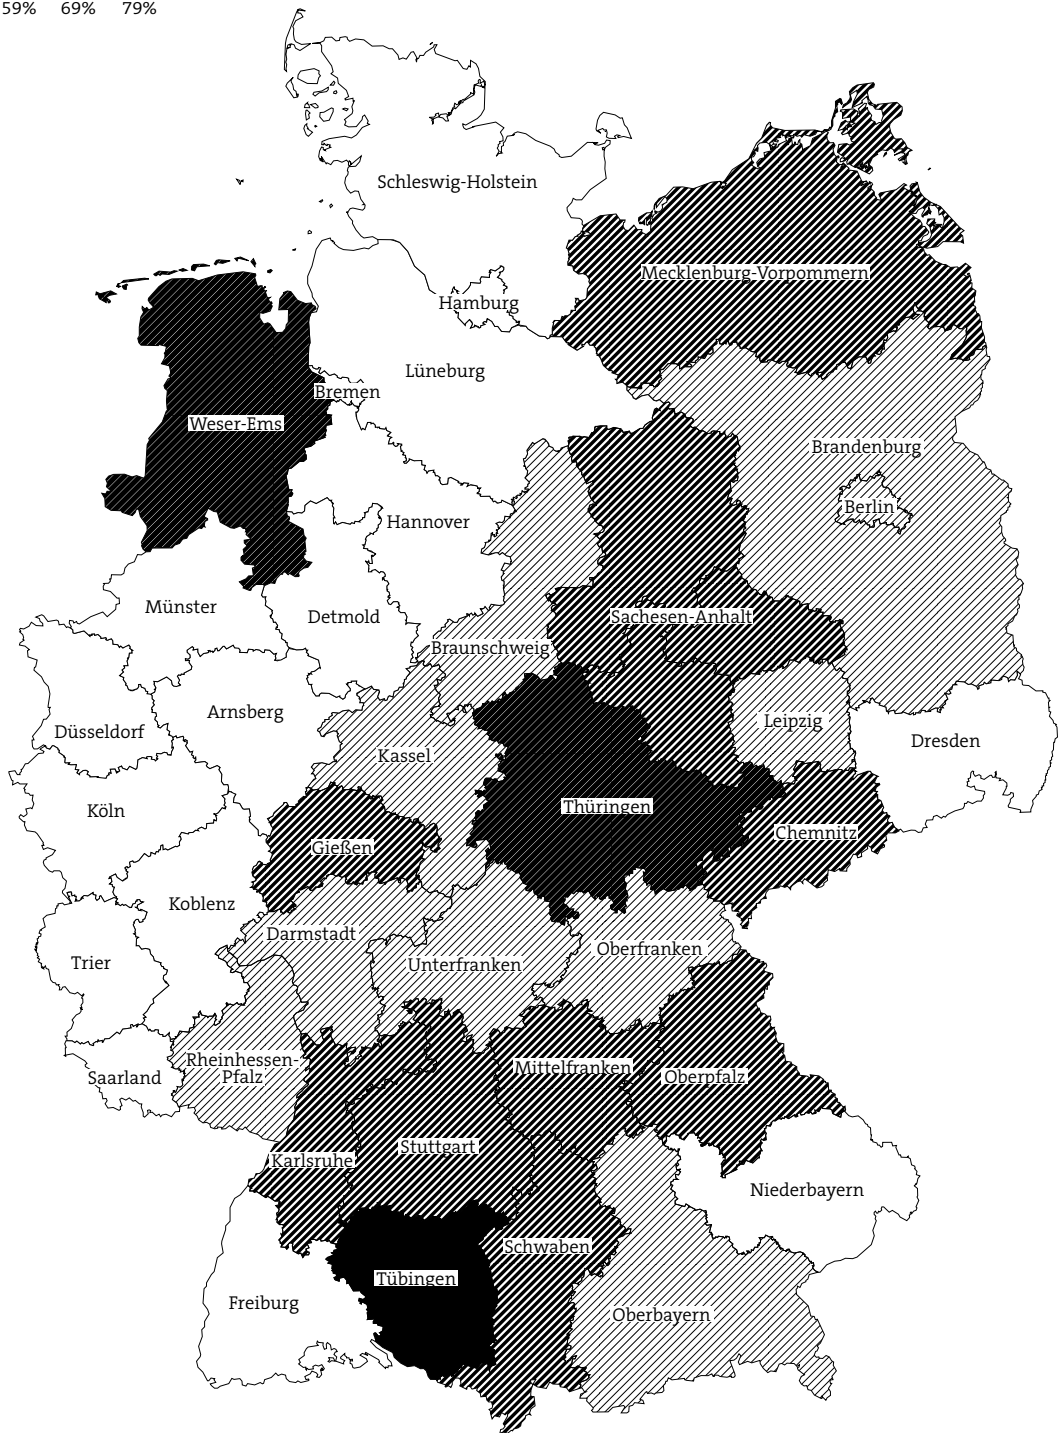 59% 69% 79%
Schleswig-Holstein
Mecklenburg-Vorpommern
Hamburg
Lüneburg
Bremen
Weser-Ems
Brandenburg
Berlin
Hannover
Münster
Detmold
Sachesen-Anhalt
Braunschweig
Arnsberg
Düsseldorf
Leipzig
Dresden
Kassel
Thüringen
Köln
Chemnitz
Gießen
Koblenz
Darmstadt
Oberfranken
Trier
Unterfranken
Rheinhessen-
Pfalz
Mittelfranken
Saarland
Oberpfalz
Stuttgart
Karlsruhe
Niederbayern
Schwaben
Tübingen
Freiburg
Oberbayern